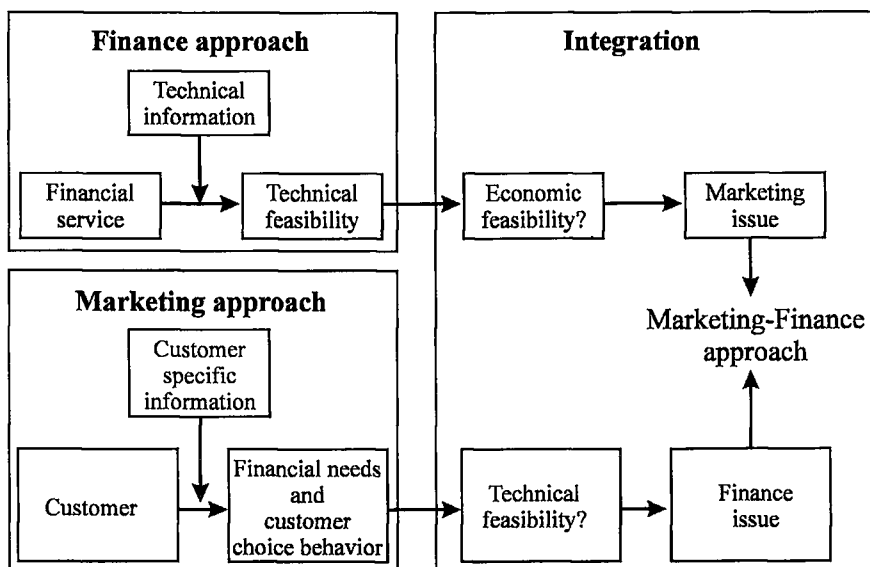 Finance approach
Technical
information
Financial
service
Technical
feasibility
Marketing approach
Customer
specific
information
Customer
Financial needs
and
customer
choice behavior
Integration
Economic
feasibility?
Marketing
issue
Marketing-Finance
approach
Technical
feasibility?
Finance
issue